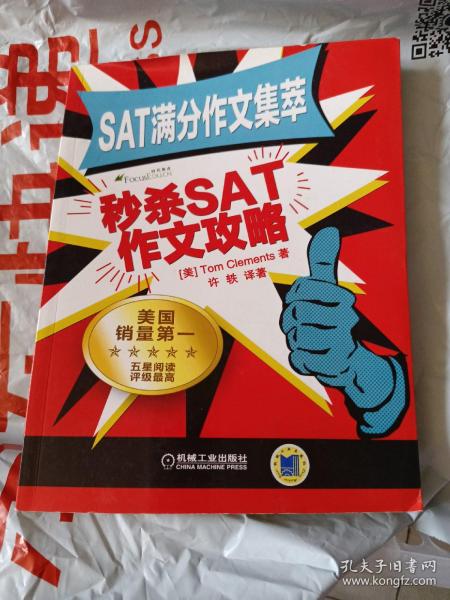 SAT满分作文集萃
FOCUSEDU.CN
秒杀SAT
作文攻略
[美] Tom Clements 著
许 轶 译著
美国
销量第一
五星阅读
评级最高
机械工业出版社
CHINA MACHINE PRESS
孔夫子旧书网
www.kongfz.com